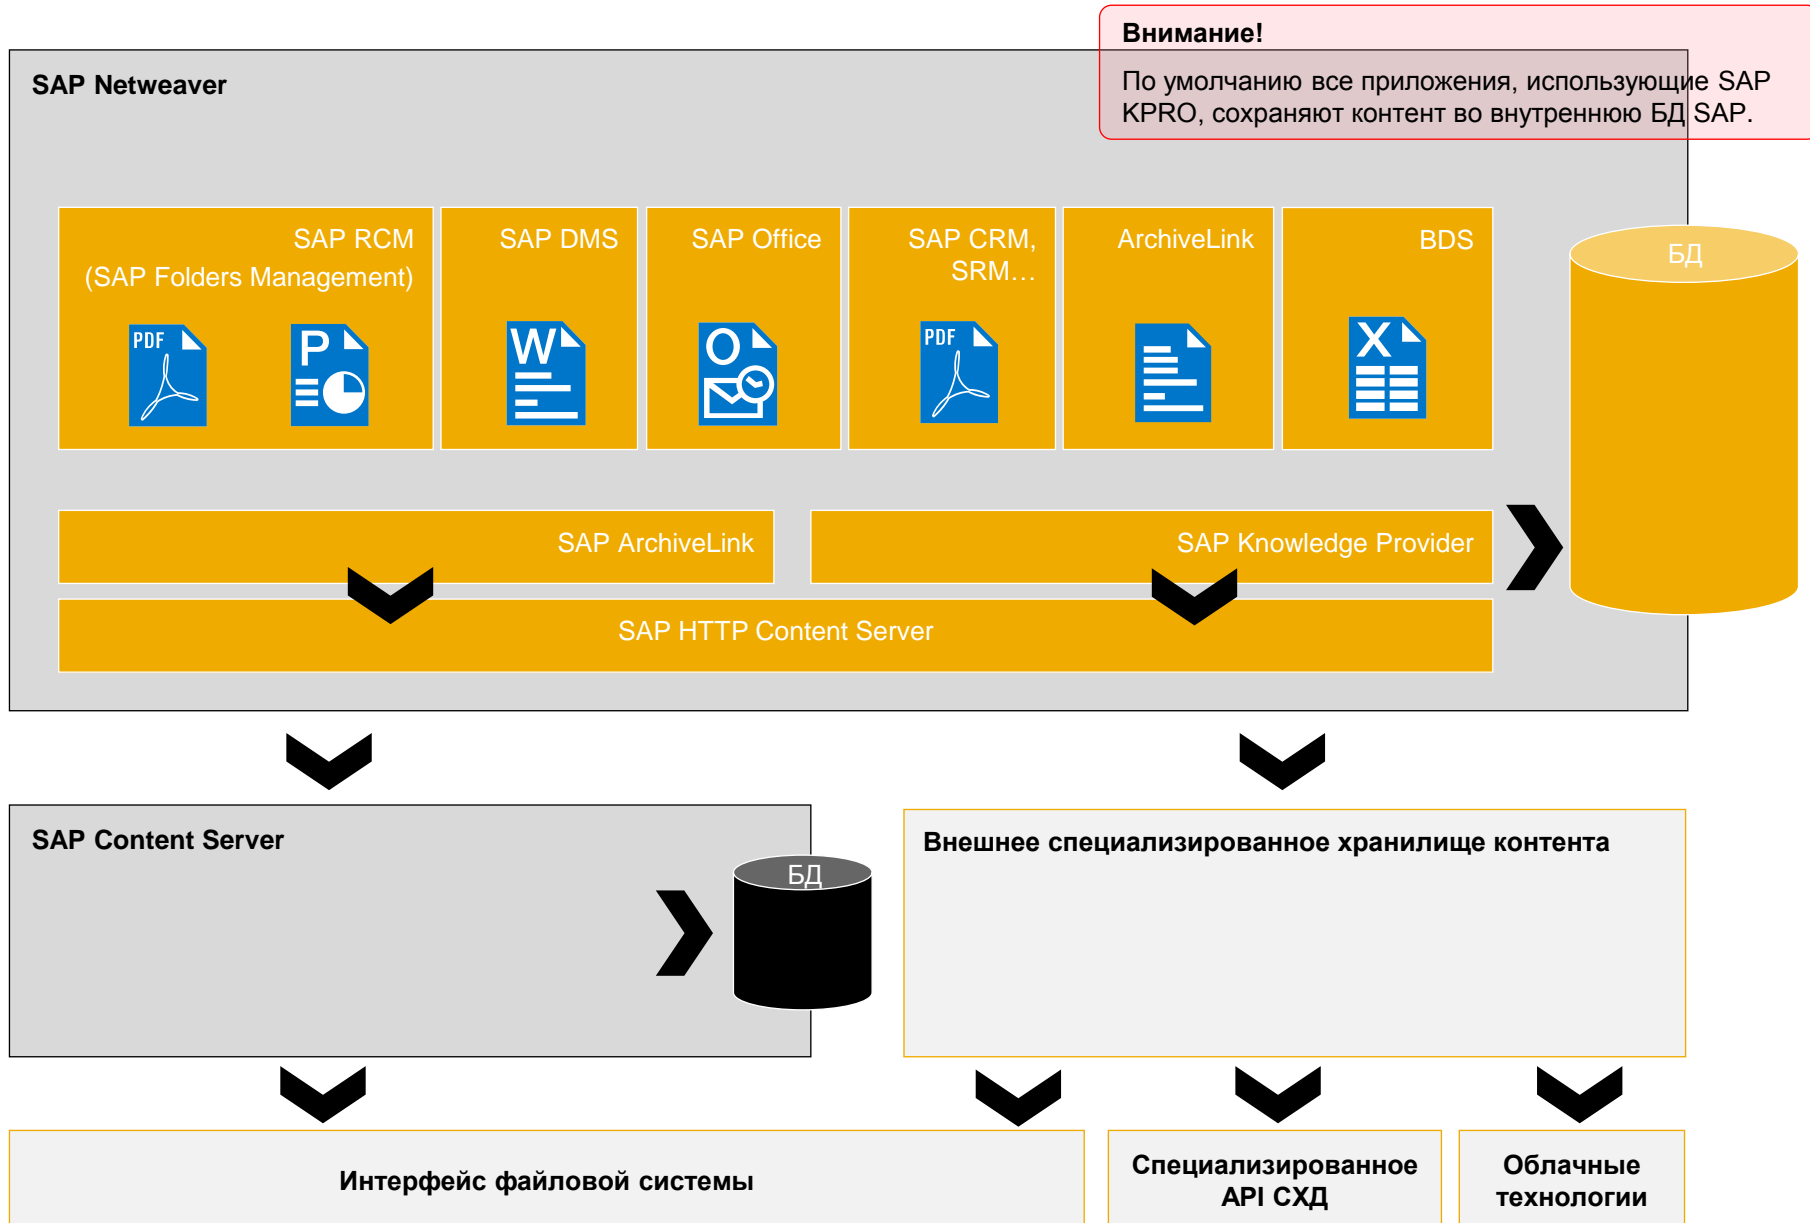 Внимание!
По умолчанию все приложения, использующие SAP
KPRO, сохраняют контент во внутреннюю БД SAP.
SAP Netweaver
SAP RCM
(SAP Folders Management)
SAP DMS
SAP Office
SAP CRM,
SRM…
ArchiveLink
BDS
БД
PDF
P
W
O
PDF
X
SAP ArchiveLink
SAP Knowledge Provider
SAP HTTP Content Server
SAP Content Server
БД
Внешнее специализированное хранилище контента
Интерфейс файловой системы
Специализированное
API СХД
Облачные
технологии